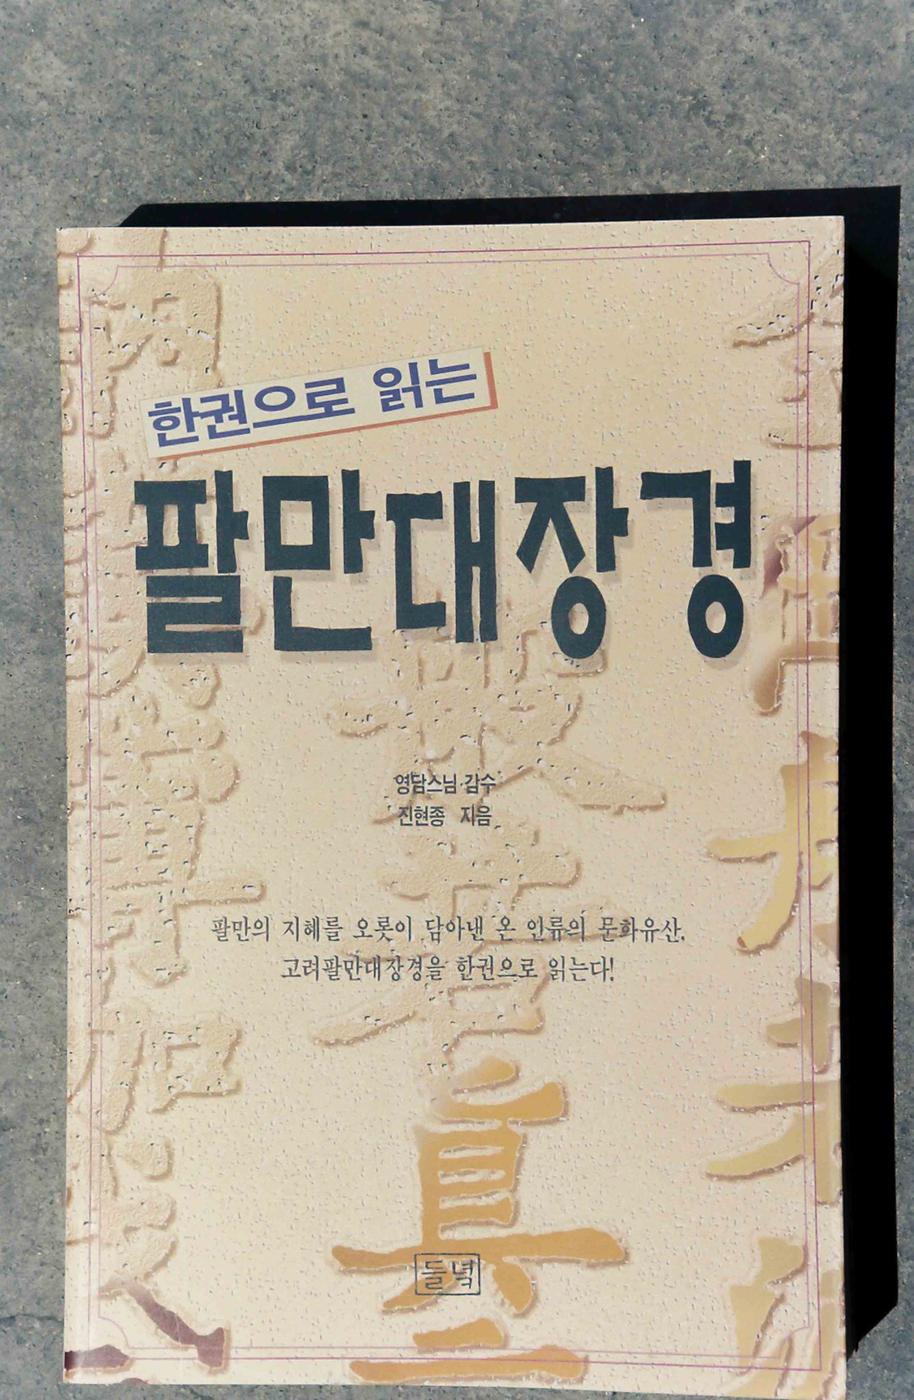 한권으로 읽는
팔만대장경
영담스님 감수
진현종 지음
팔만의 지혜를 오롯이 담아낸 온 인류의 문화유산,
고려팔만대장경을 한권으로 읽는다!
真
들녘